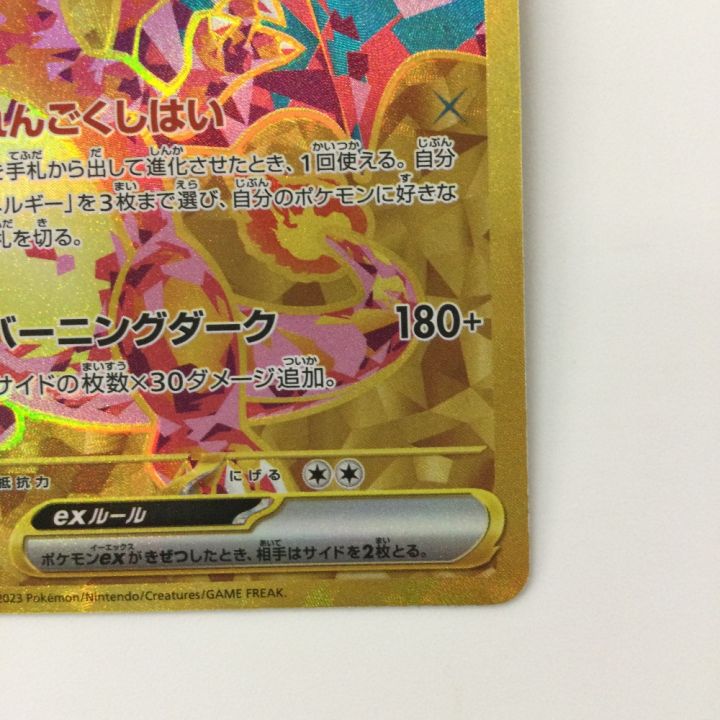 んごくしはい
手札から出して進化させたとき、1回使える。自分
ルギー」を3枚まで選び、自分のポケモンに好きな
札を切る。
バーニングダーク 180+
サイドの枚数×30ダメージ追加。
抵抗力 にげる
exルール
ポケモンexがきぜつしたとき、相手はサイドを2枚とる。
2023 Pokémon/Nintendo/Creatures/GAME FREAK.